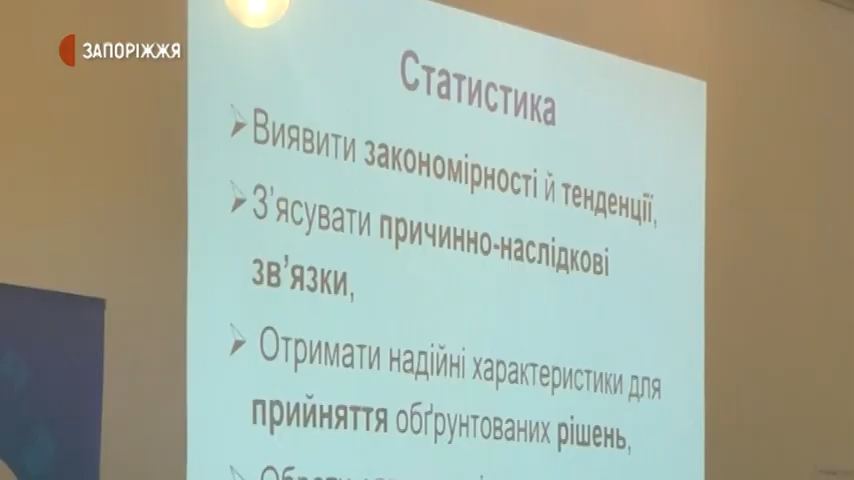 ЗАПОРІЖЖЯ
Статистика
Виявити закономірності й тенденції,
З’ясувати причинно-наслідкові
зв’язки,
Отримати надійні характеристики для
прийняття обґрунтованих рішень,